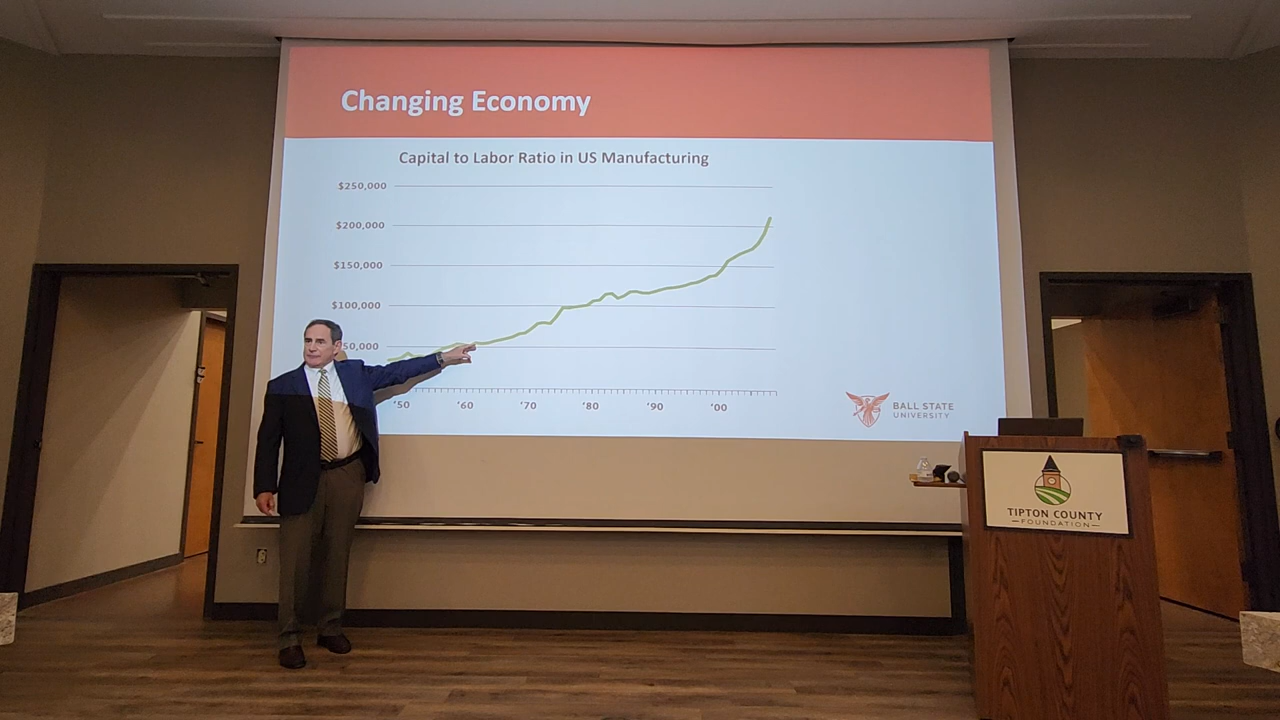 Changing Economy
Capital to Labor Ratio in US Manufacturing
$250,000
$200,000
$150,000
$100,000
50,000
'50 '60 '70 '80 '90 '00
BALL STATE
UNIVERSITY
TIPTON COUNTY
FOUNDATION